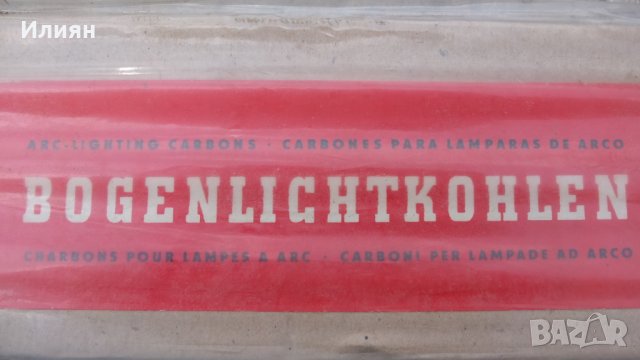 Илиян
ARC-LIGHTING CARBONS · CARBONES PARA LAMPARAS DE ARCO
BOGENLICHTKOHLEN
CHARBONS POUR LAMPES A ARC · CARBONI PER LAMPADE AD ARCO
BAZAR